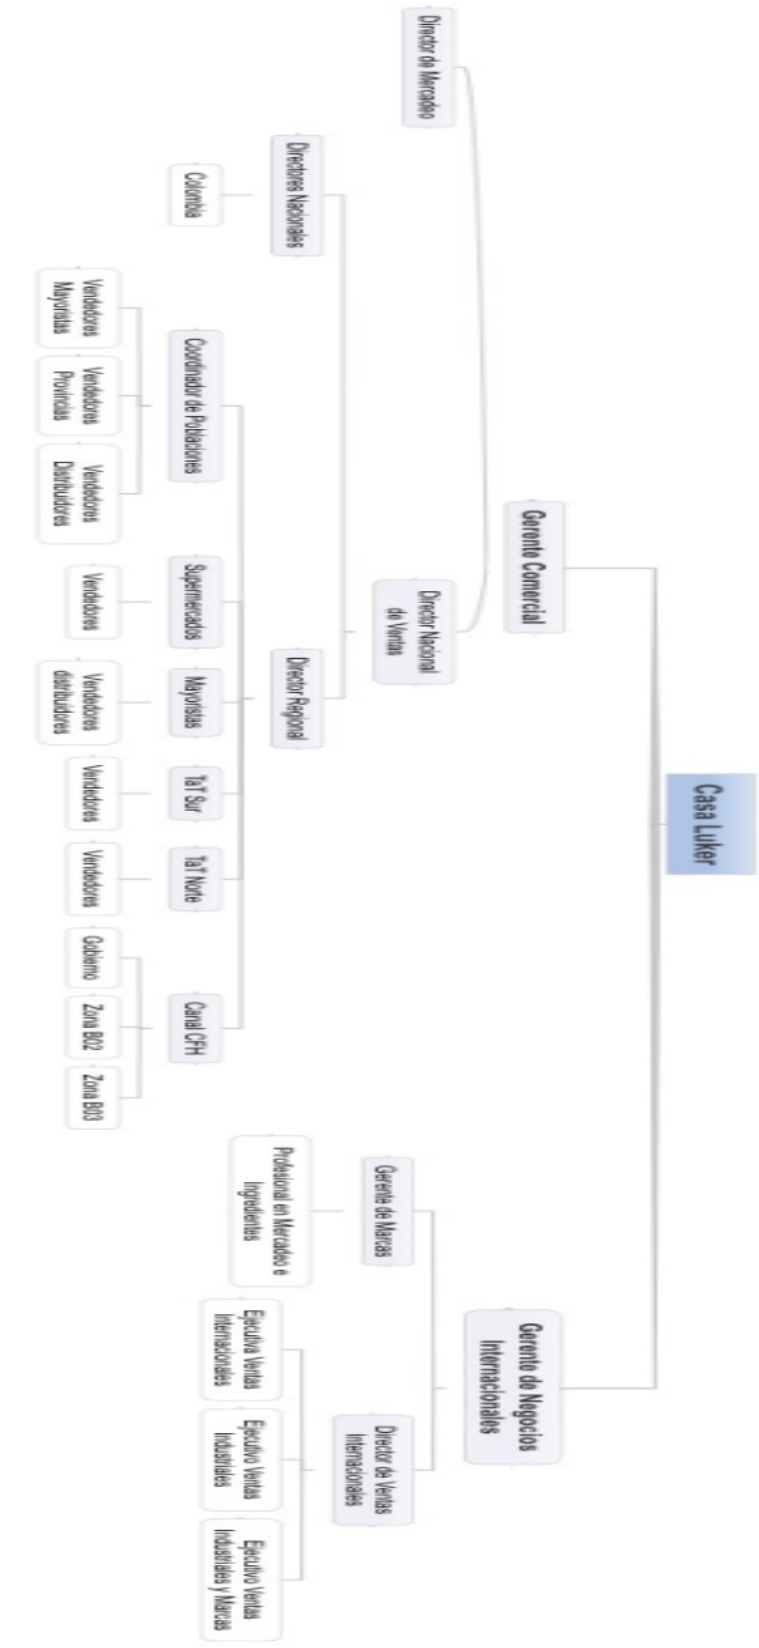 Casa Luker
Gerente Comercial
Gerente de Negocios
Internacionales
Director de Mercadeo
Director Nacional
de Ventas
Gerente de Marcas
Director de Ventas
Internacionales
Directores Nacionales
Director Regional
Profesional en Mercadeo e
Ingredientes
Ejecutiva Ventas
Internacionales
Ejecutivo Ventas
Industriales
Ejecutivo Ventas
Industriales y Marcas
Colombia
Coordinador de Poblaciones
Supermercados
Mayoristas
TaT Sur
TaT Norte
Canal CFH
Vendedores
Mayoristas
Vendedores
Provincias
Vendedores
Distribuidores
Vendedores
Vendedores
distribuidores
Vendedores
Vendedores
Gobierno
Zona B02
Zona B03